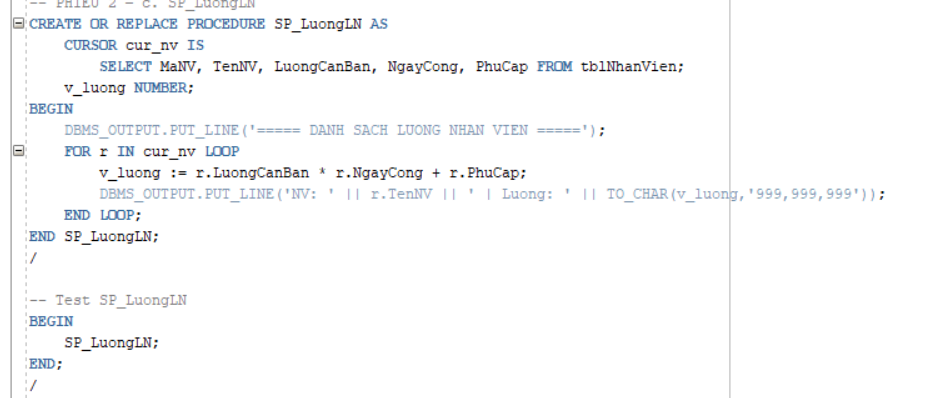 -- PHIEU 2 - c. SP_LuongLN
CREATE OR REPLACE PROCEDURE SP_LuongLN AS
    CURSOR cur_nv IS
        SELECT MaNV, TenNV, LuongCanBan, NgayCong, PhuCap FROM tblNhanVien;
    v_luong NUMBER;
BEGIN
    DBMS_OUTPUT.PUT_LINE('===== DANH SACH LUONG NHAN VIEN =====');
    FOR r IN cur_nv LOOP
        v_luong := r.LuongCanBan * r.NgayCong + r.PhuCap;
        DBMS_OUTPUT.PUT_LINE('NV: ' || r.TenNV || ' | Luong: ' || TO_CHAR(v_luong,'999,999,999'));
    END LOOP;
END SP_LuongLN;
/
-- Test SP_LuongLN
BEGIN
    SP_LuongLN;
END;
/